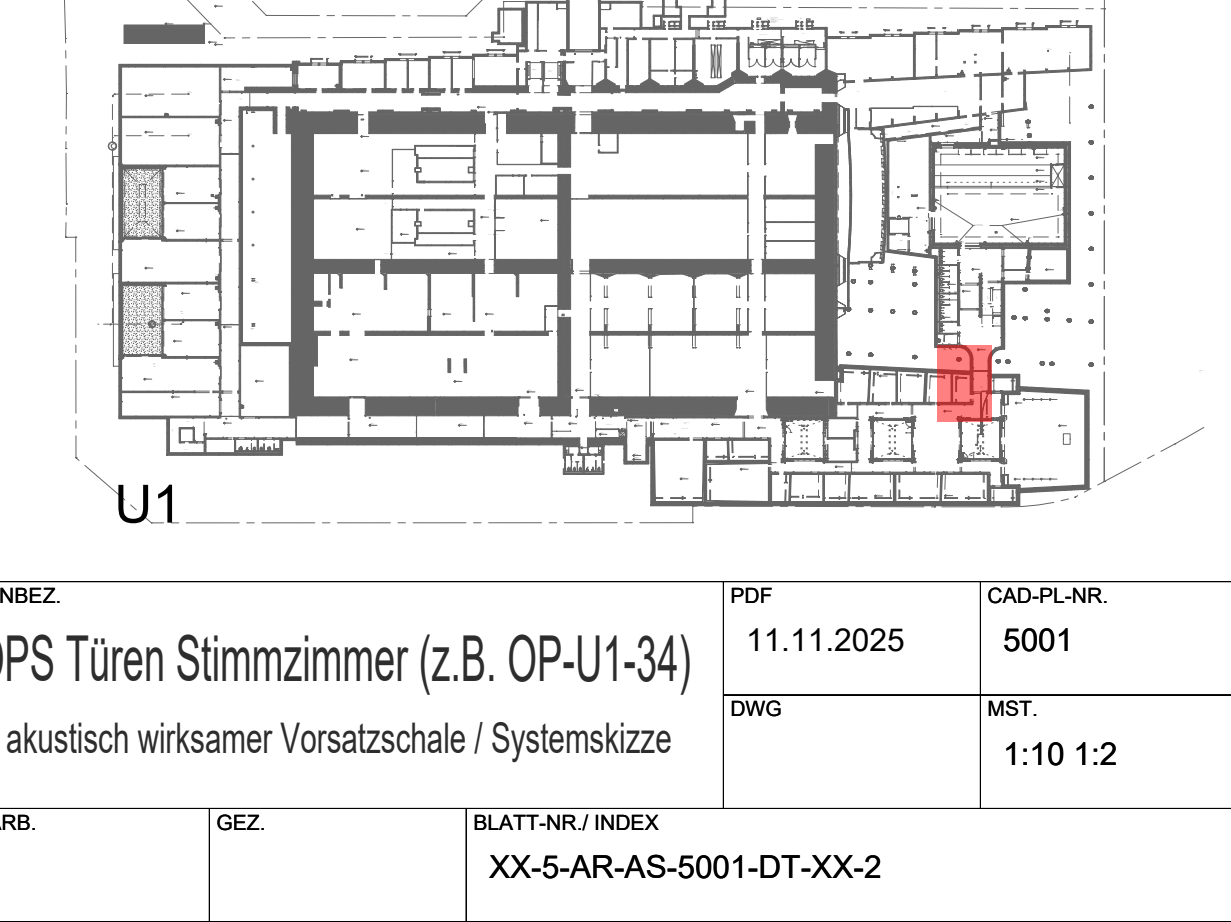 U1
NBEZ.
PDF
CAD-PL-NR.
11.11.2025
5001
OPS Türen Stimmzimmer (z.B. OP-U1-34)
DWG
MST.
akustisch wirksamer Vorsatzschale / Systemskizze
1:10 1:2
RB.
GEZ.
BLATT-NR./ INDEX
XX-5-AR-AS-5001-DT-XX-2